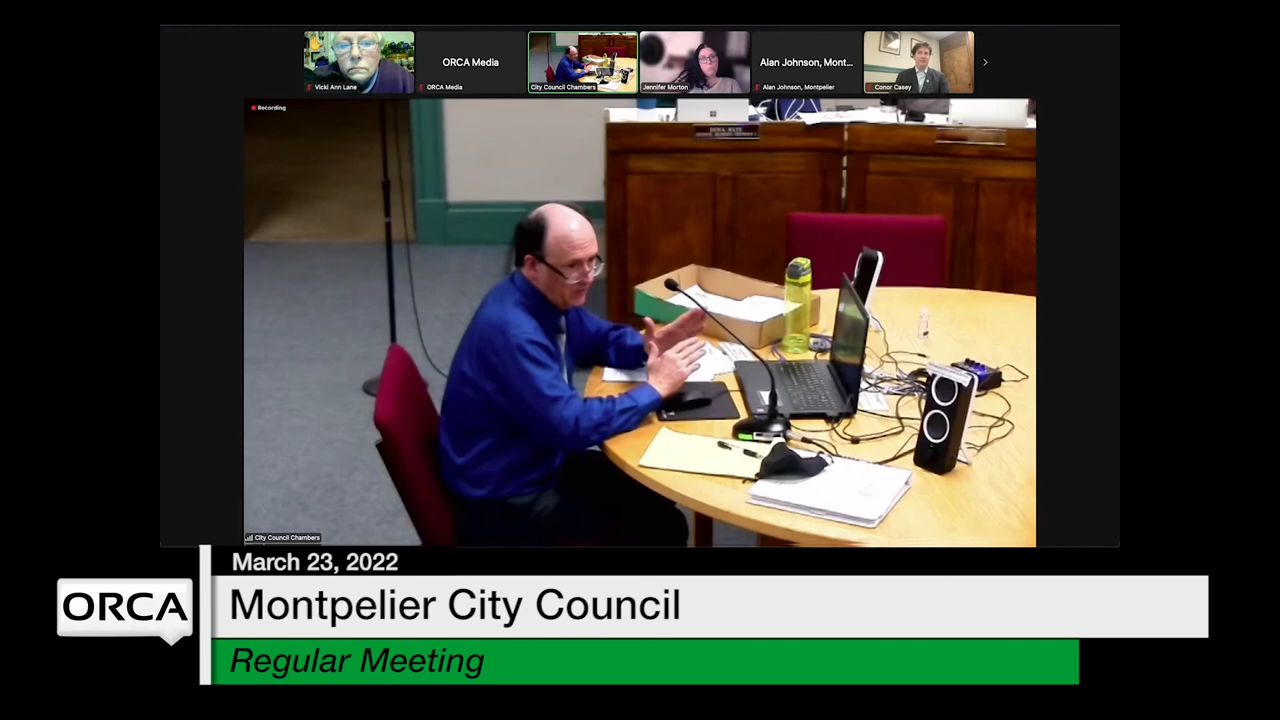 ORCA Media
Alan Johnson, Mont...
Vicki Ann Lane
ORCA Media
City Council Chambers
Jennifer Morton
Alan Johnson, Montpelier
Conor Casey
Recording
City Council Chambers
March 23, 2022
ORCA
Montpelier City Council
Regular Meeting